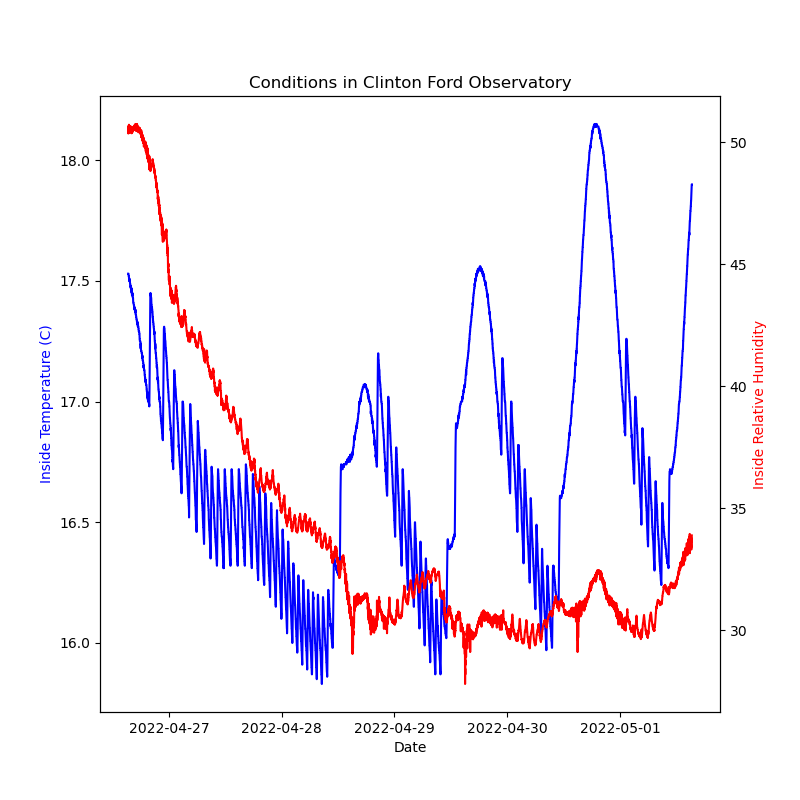 Conditions in Clinton Ford Observatory
18.0
17.5
17.0
16.5
16.0
Inside Temperature (C)
50
45
40
35
30
Inside Relative Humidity
2022-04-27 2022-04-28 2022-04-29 2022-04-30 2022-05-01
Date